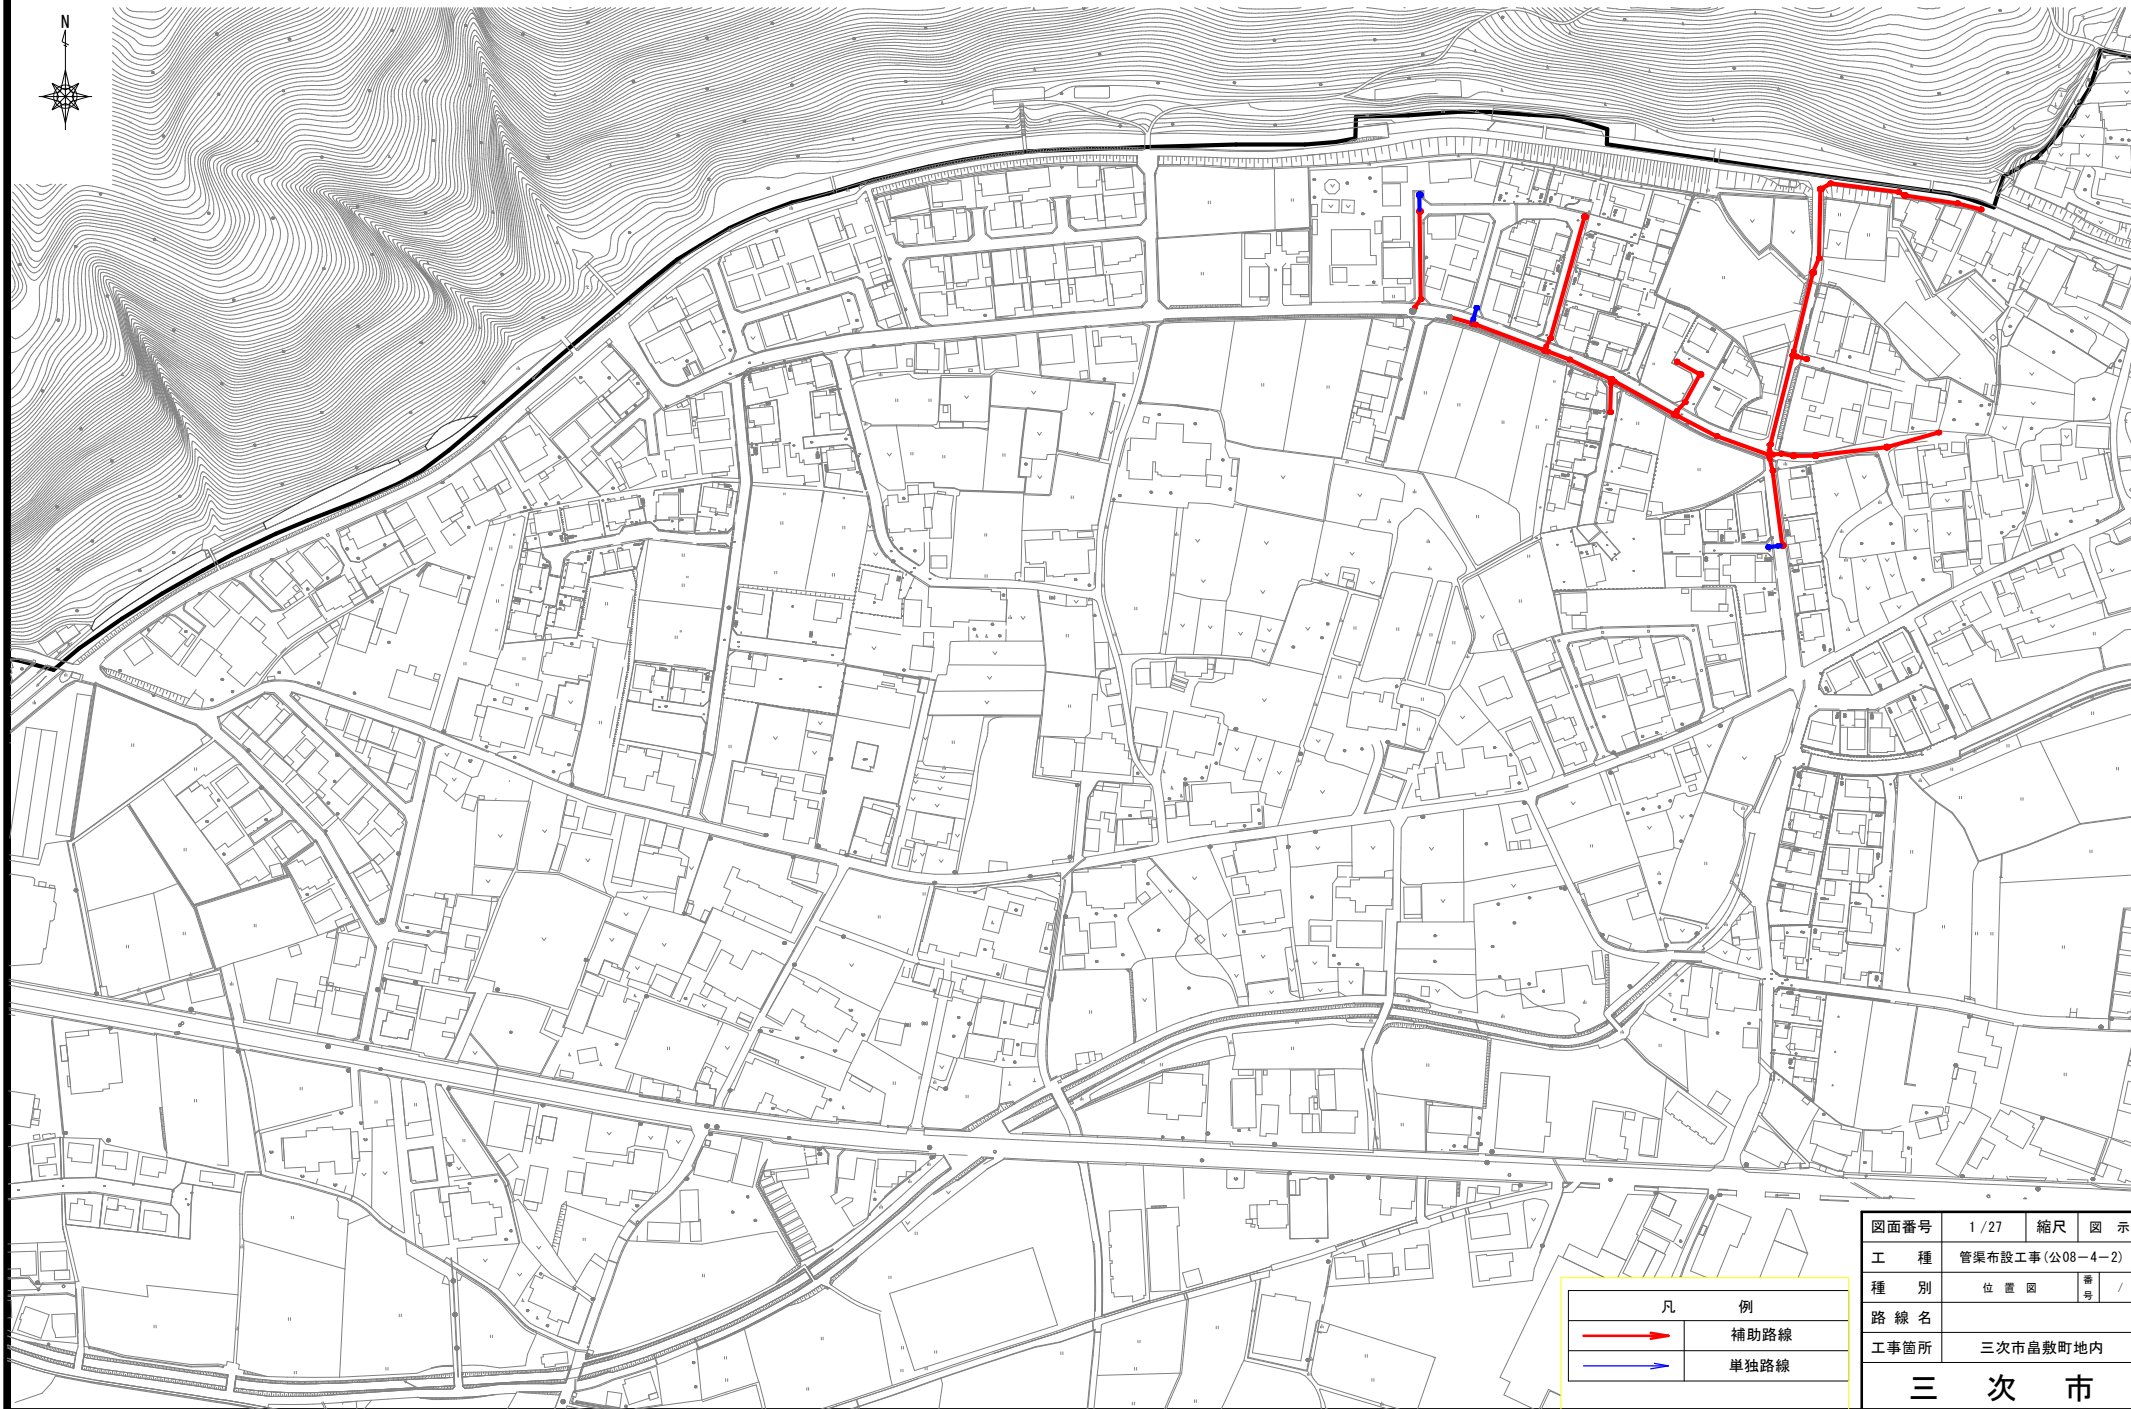 N
図面番号 1/27 縮尺 図 示
工 種 管渠布設工事(公08-4-2)
種 別 位 置 図 番号 /
路 線 名
工事箇所 三次市畠敷町地内
三 次 市
凡 例
補助路線
単独路線